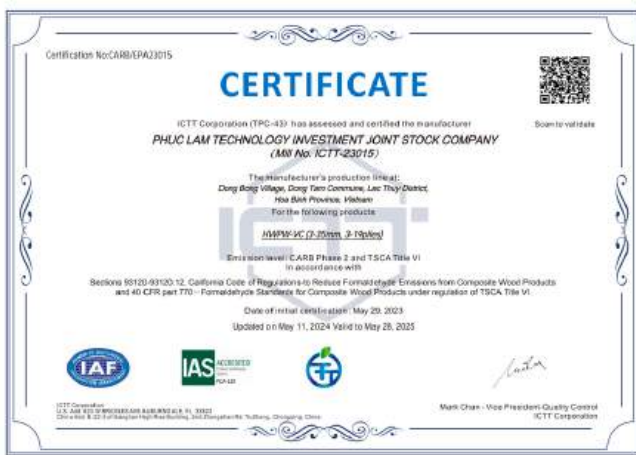 Certification No:CARB/EPA23015
CERTIFICATE
ICTT Corporation (TPC-43) has assessed and certified the manufacturer
Scan to validate
PHUC LAM TECHNOLOGY INVESTMENT JOINT STOCK COMPANY
(Mill No. ICTT-23015)
The manufacturer's production line at:
Dong Bong Village, Dong Tam Commune, Lac Thuy District,
Hoa Binh Province, Vietnam
For the following products
HWPW-VC (3-35mm, 3-19plies)
Emission level: CARB Phase 2 and TSCA Title VI
In accordance with
Sections 93120-93120.12, California Code of Regulations to Reduce Formaldehyde Emissions from Composite Wood Products
and 40 CFR part 770 - Formaldehyde Standards for Composite Wood Products under regulation of TSCA Title VI.
Date of initial certification: May 29, 2023
Updated on May 11, 2024 Valid to May 28, 2025
IAF
IAS ACCREDITED
Mark Chan - Vice President-Quality Control
ICTT Corporation
ICTT Corporation
ICTT